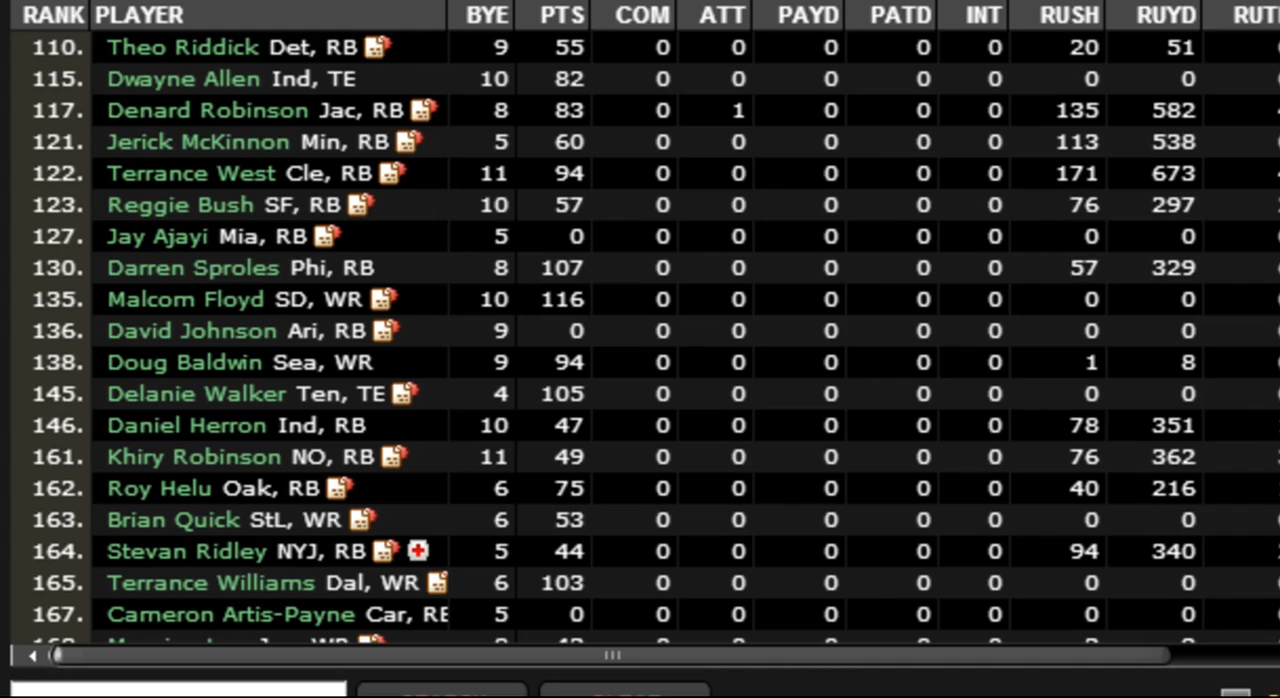 RANK PLAYER BYE PTS COM ATT PAYD PATD INT RUSH RUYD RUT
110. Theo Riddick Det, RB 9 55 0 0 0 0 0 20 51
115. Dwayne Allen Ind, TE 10 82 0 0 0 0 0 0 0
117. Denard Robinson Jac, RB 8 83 0 1 0 0 0 135 582
121. Jerick McKinnon Min, RB 5 60 0 0 0 0 0 113 538
122. Terrance West Cle, RB 11 94 0 0 0 0 0 171 673
123. Reggie Bush SF, RB 10 57 0 0 0 0 0 76 297
127. Jay Ajayi Mia, RB 5 0 0 0 0 0 0 0 0
130. Darren Sproles Phi, RB 8 107 0 0 0 0 0 57 329
135. Malcom Floyd SD, WR 10 116 0 0 0 0 0 0 0
136. David Johnson Ari, RB 9 0 0 0 0 0 0 0 0
138. Doug Baldwin Sea, WR 9 94 0 0 0 0 0 1 8
145. Delanie Walker Ten, TE 4 105 0 0 0 0 0 0 0
146. Daniel Herron Ind, RB 10 47 0 0 0 0 0 78 351
161. Khiry Robinson NO, RB 11 49 0 0 0 0 0 76 362
162. Roy Helu Oak, RB 6 75 0 0 0 0 0 40 216
163. Brian Quick StL, WR 6 53 0 0 0 0 0 0 0
164. Stevan Ridley NYJ, RB 5 44 0 0 0 0 0 94 340
165. Terrance Williams Dal, WR 6 103 0 0 0 0 0 0 0
167. Cameron Artis-Payne Car, RB 5 0 0 0 0 0 0 0 0